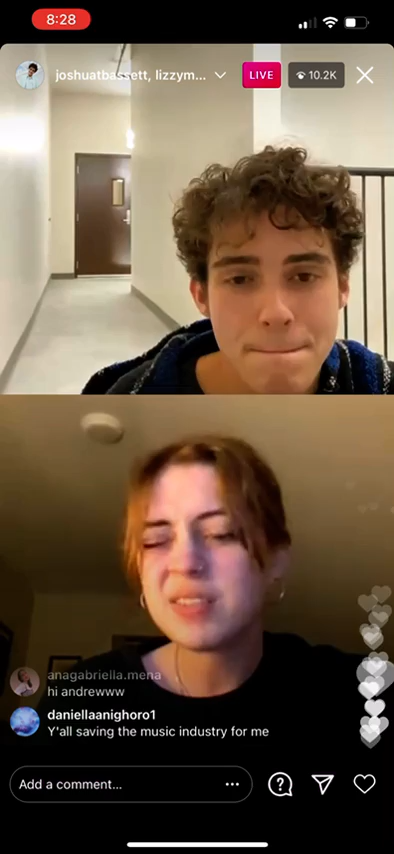 8:28
joshuatbassett, lizzym...
LIVE
10.2K
anagabriella.mena
hi andrewww
daniellaanighoro1
Y'all saving the music industry for me
Add a comment...